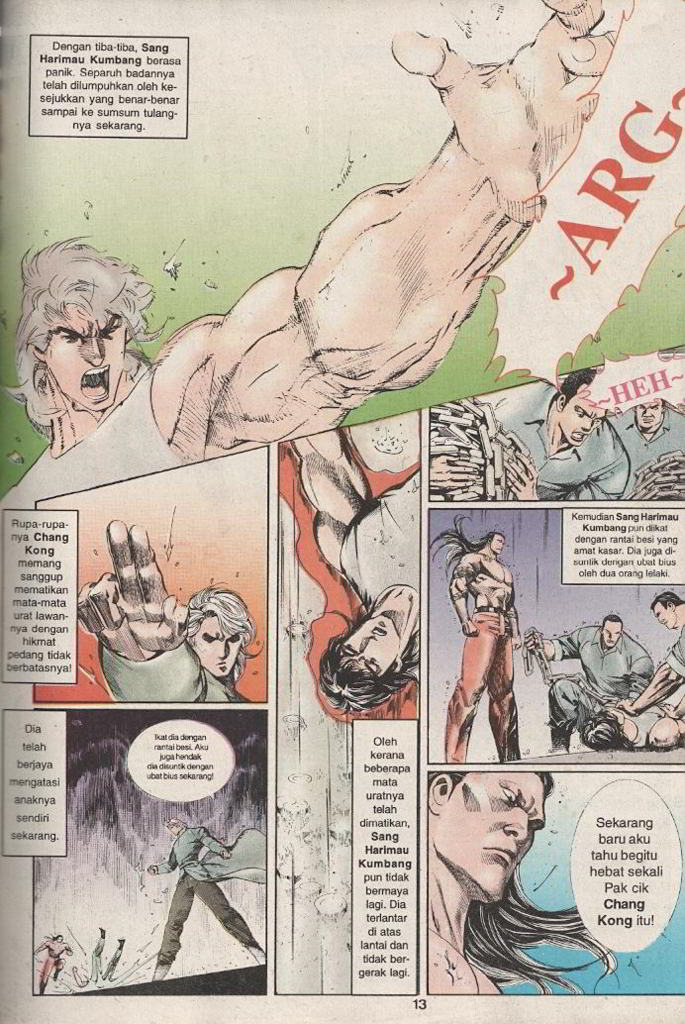 Dengan tiba-tiba, Sang
Harimau Kumbang berasa
panik. Separuh badannya
telah dilumpuhkan oleh ke-
sejukkan yang benar-benar
sampai ke sumsum tulang-
nya sekarang.
~ARG~
~HEH~
Rupa-rupa-
nya Chang
Kong
memang
sanggup
mematikan
mata-mata
urat lawan-
nya dengan
hikmat
pedang tidak
berbatasnya!
Dia
telah
berjaya
mengatasi
anaknya
sendiri
sekarang.
Ikat dia dengan
rantai besi. Aku
juga hendak
dia disuntik dengan
ubat bius sekarang!
Oleh
kerana
beberapa
mata
uratnya
telah
dimatikan,
Sang
Harimau
Kumbang
pun tidak
bermaya
lagi. Dia
terlantar
di atas
lantai dan
tidak ber-
gerak lagi.
Kemudian Sang Harimau
Kumbang pun diikat
dengan rantai besi yang
amat kasar. Dia juga di-
suntik dengan ubat bius
oleh dua orang lelaki.
Sekarang
baru aku
tahu begitu
hebat sekali
Pak cik
Chang
Kong itu!
13